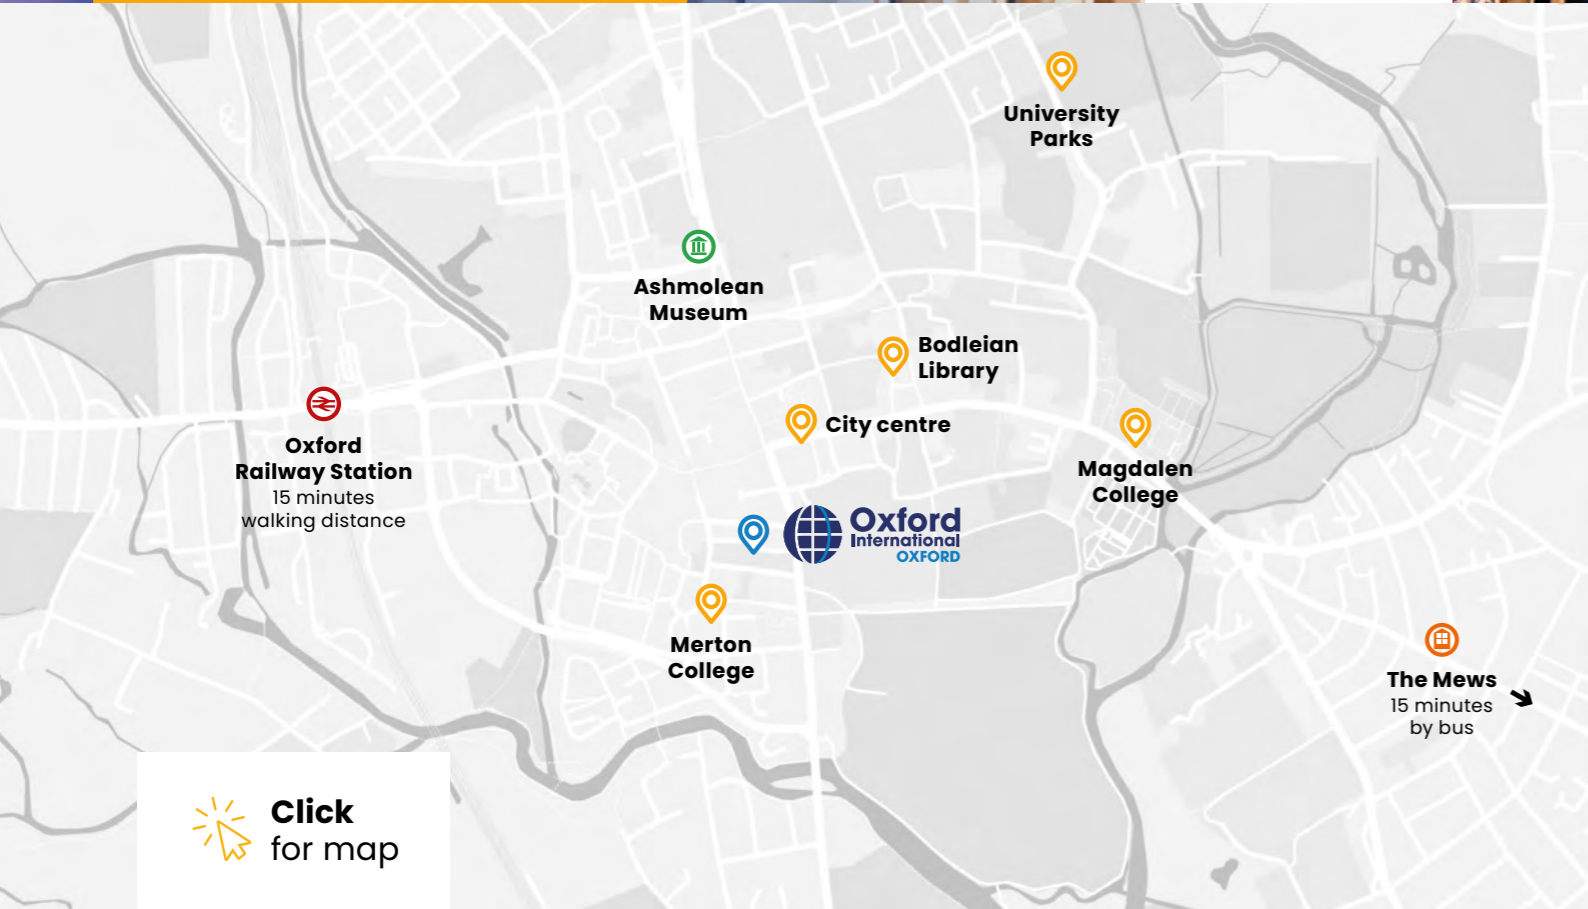 University
Parks
Ashmolean
Museum
Bodleian
Library
City centre
Oxford
Railway Station
15 minutes
walking distance
Magdalen
College
Oxford
International
OXFORD
Merton
College
The Mews
15 minutes
by bus
Click
for map